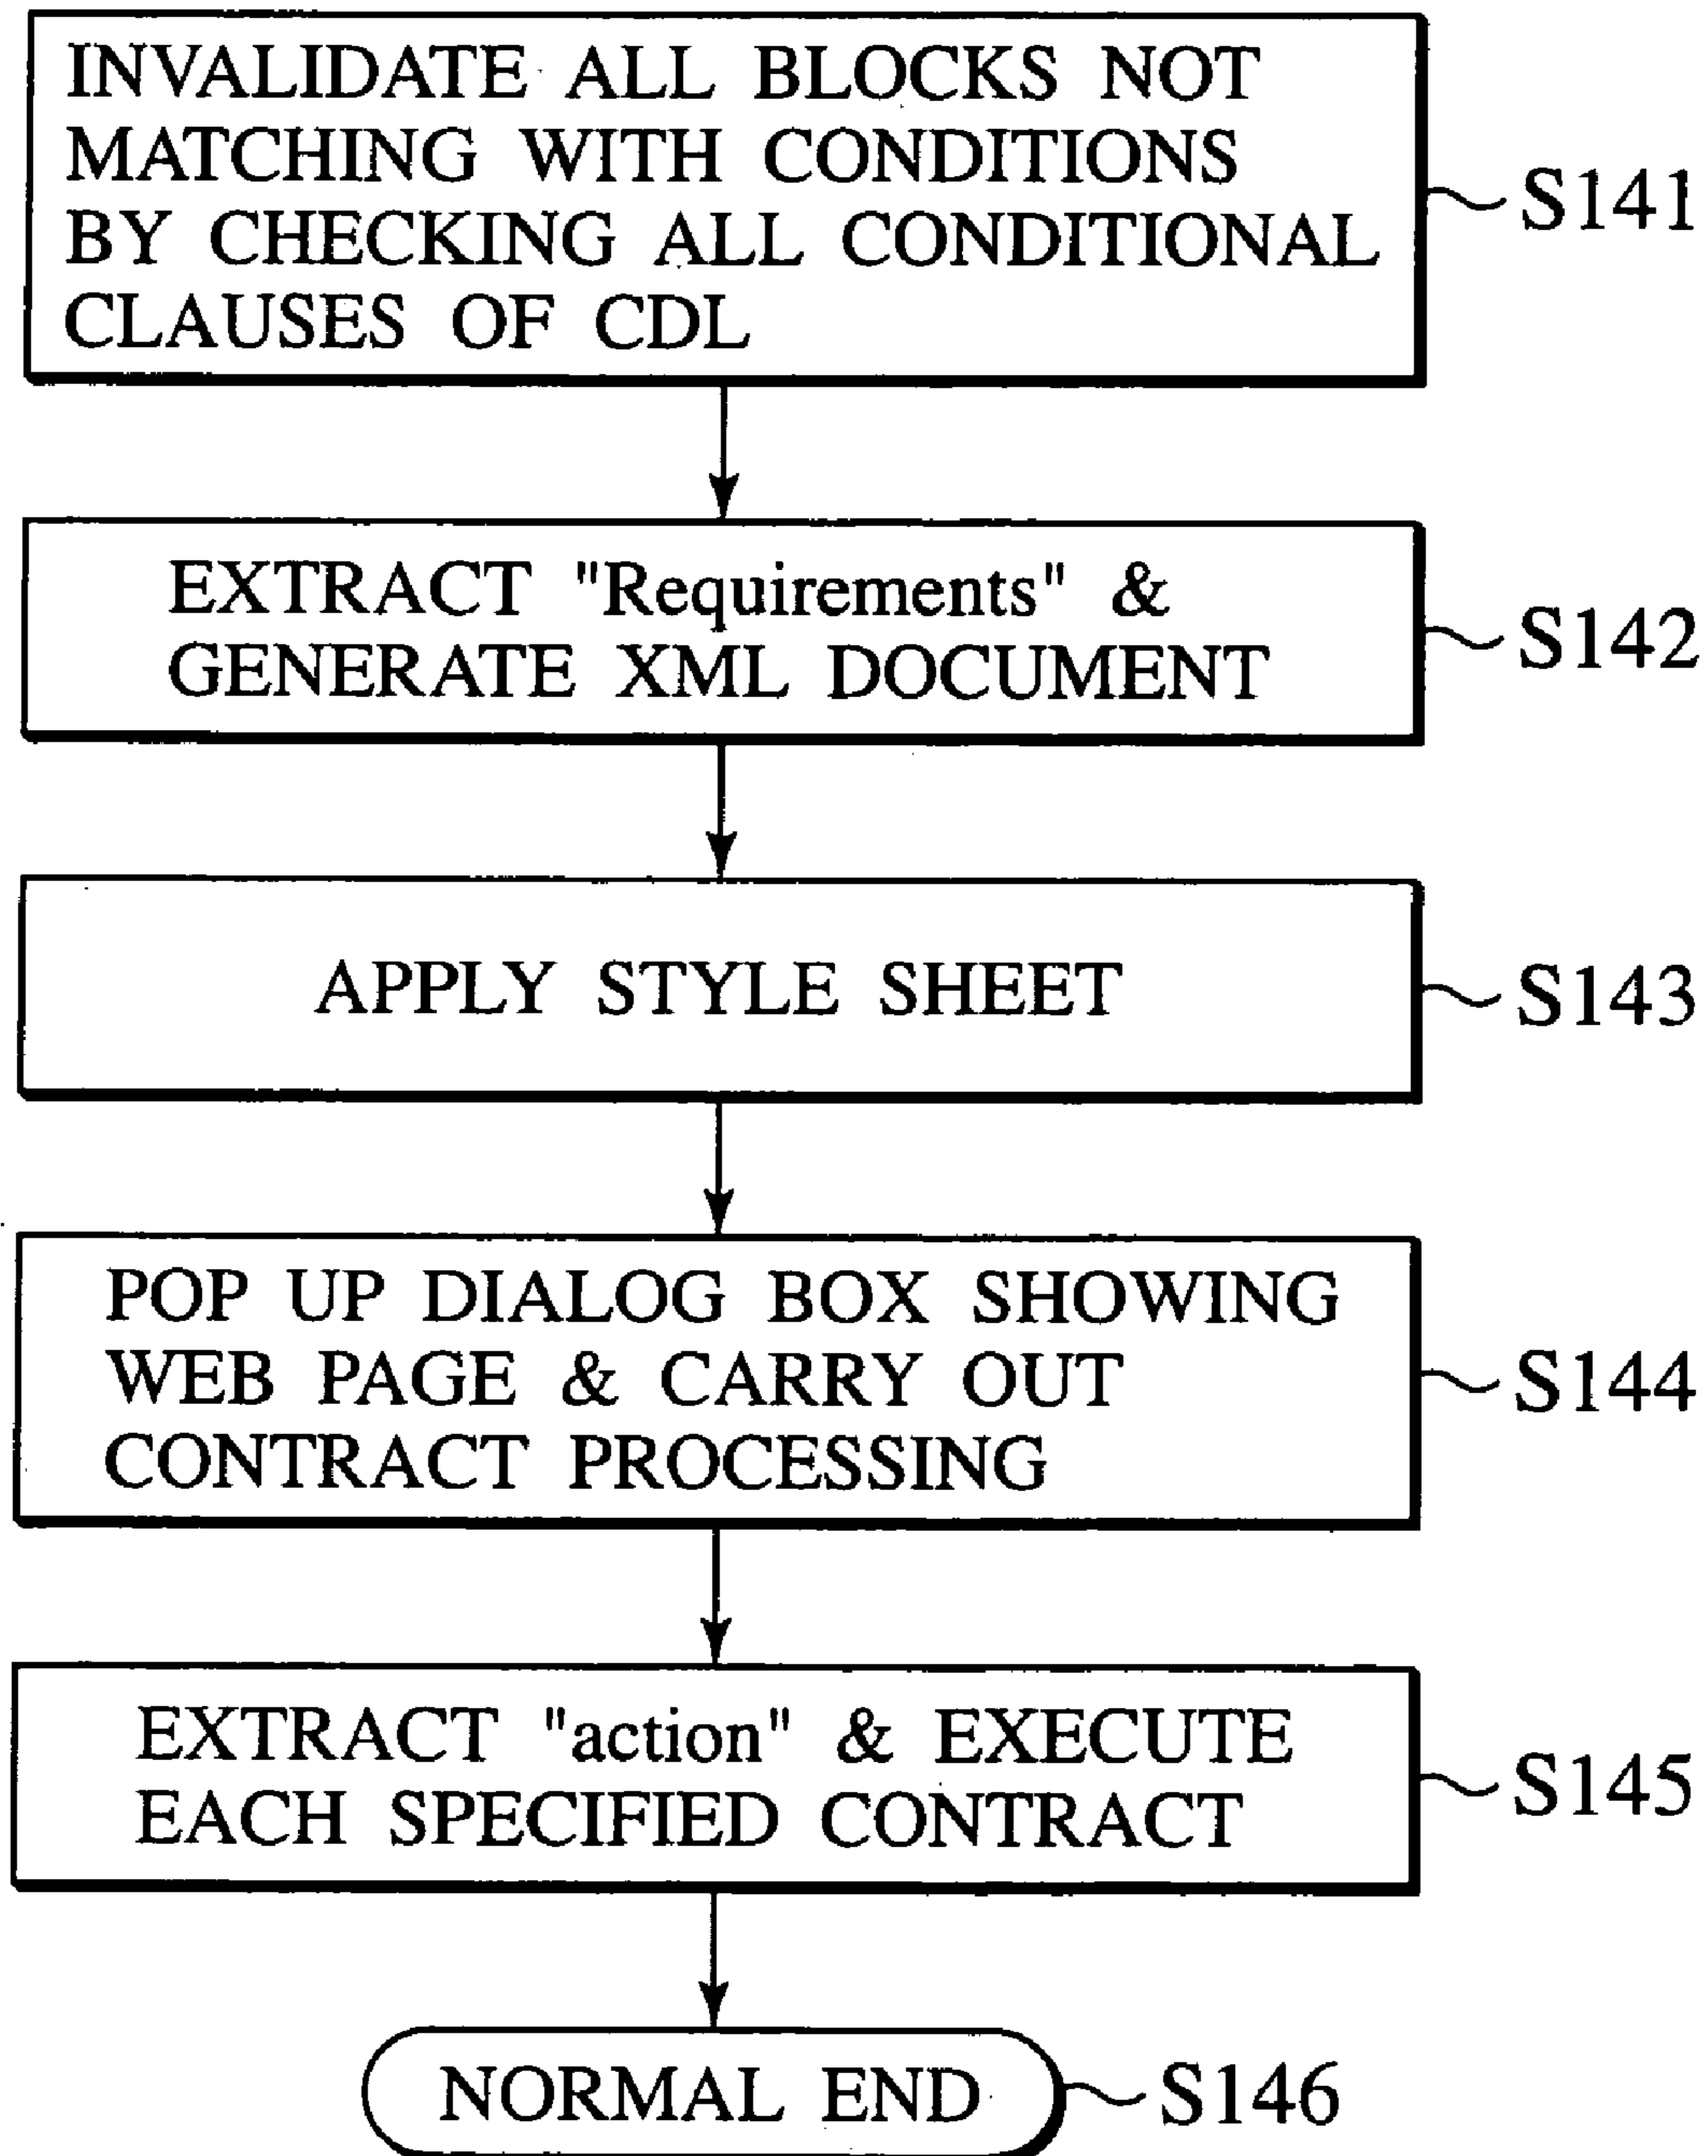 INVALIDATE ALL BLOCKS NOT
MATCHING WITH CONDITIONS
BY CHECKING ALL CONDITIONAL
CLAUSES OF CDL
S141
EXTRACT "Requirements" &
GENERATE XML DOCUMENT
S142
APPLY STYLE SHEET
S143
POP UP DIALOG BOX SHOWING
WEB PAGE & CARRY OUT
CONTRACT PROCESSING
S144
EXTRACT "action" & EXECUTE
EACH SPECIFIED CONTRACT
S145
NORMAL END
S146